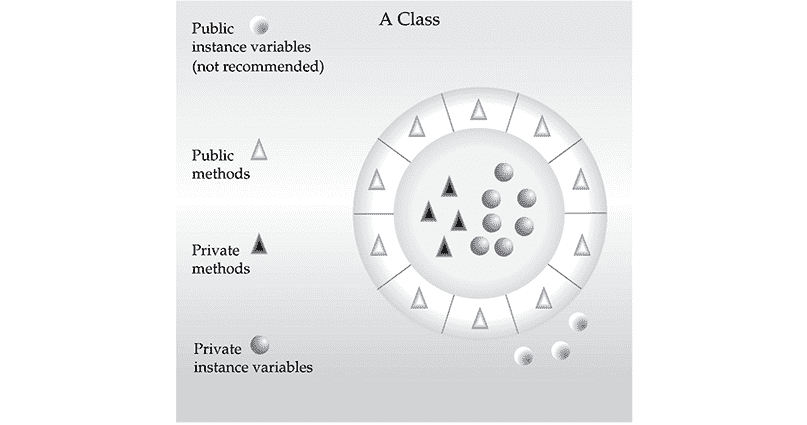 A Class
Public
instance variables
(not recommended)
Public
methods
Private
methods
Private
instance variables